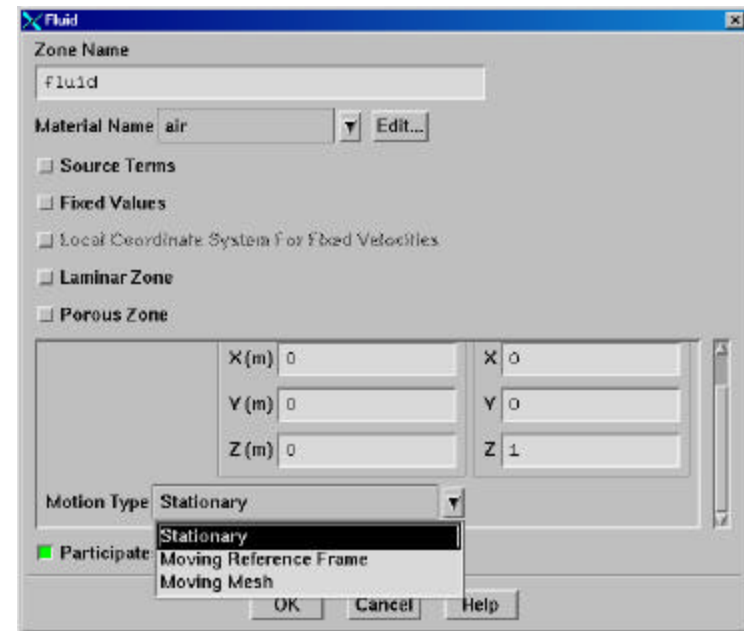 Fluid
Zone Name
fluid
Material Name air Edit...
Source Terms
Fixed Values
Local Coordinate System For Fixed Velocities
Laminar Zone
Porous Zone
X (m) 0 X 0
Y (m) 0 Y 0
Z (m) 0 Z 1
Motion Type Stationary
Stationary
Participate
Moving Reference Frame
Moving Mesh
OK Cancel Help